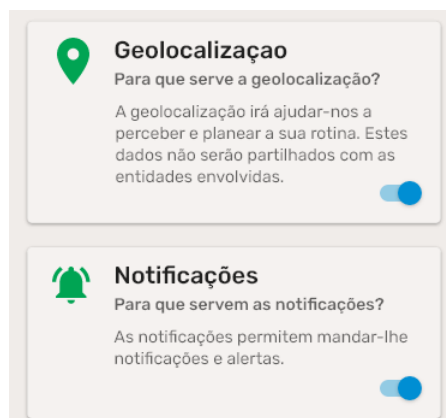 Geolocalizaçao
Para que serve a geolocalização?
A geolocalização irá ajudar-nos a
perceber e planear a sua rotina. Estes
dados não serão partilhados com as
entidades envolvidas.
Notificações
Para que servem as notificações?
As notificações permitem mandar-lhe
notificações e alertas.